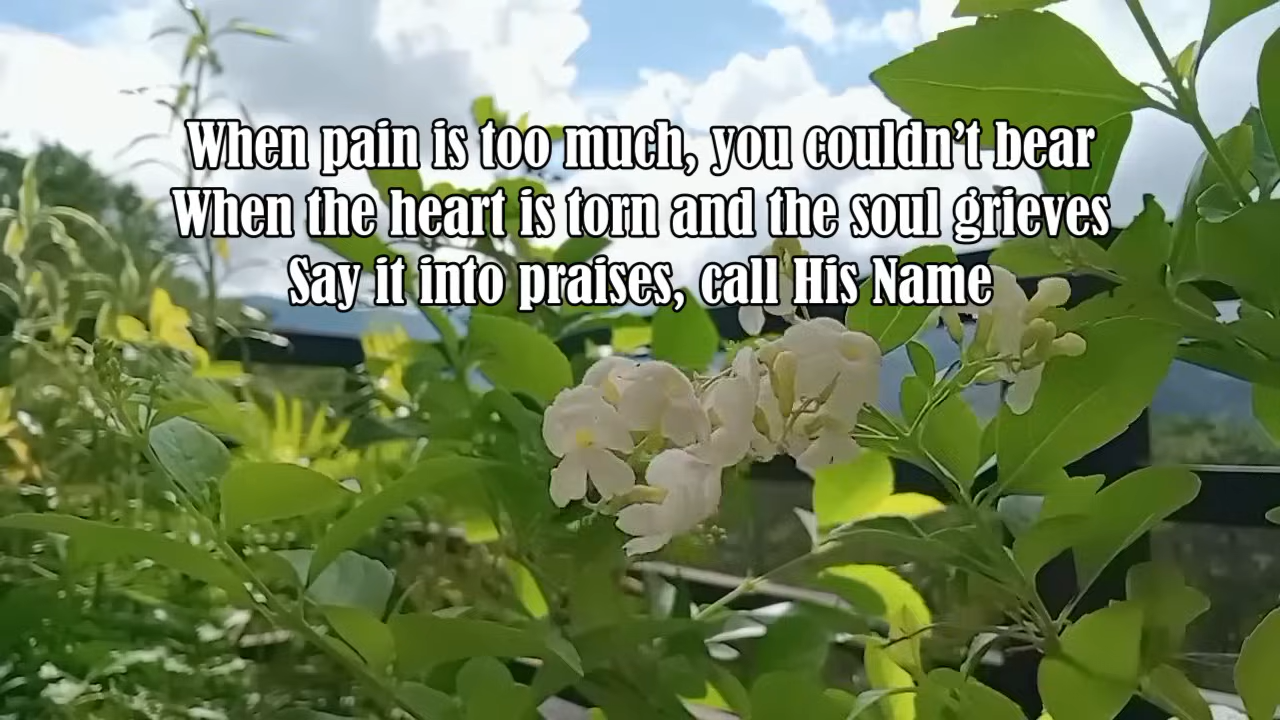 When pain is too much, you couldn’t bear
When the heart is torn and the soul grieves
Say it into praises, call His Name